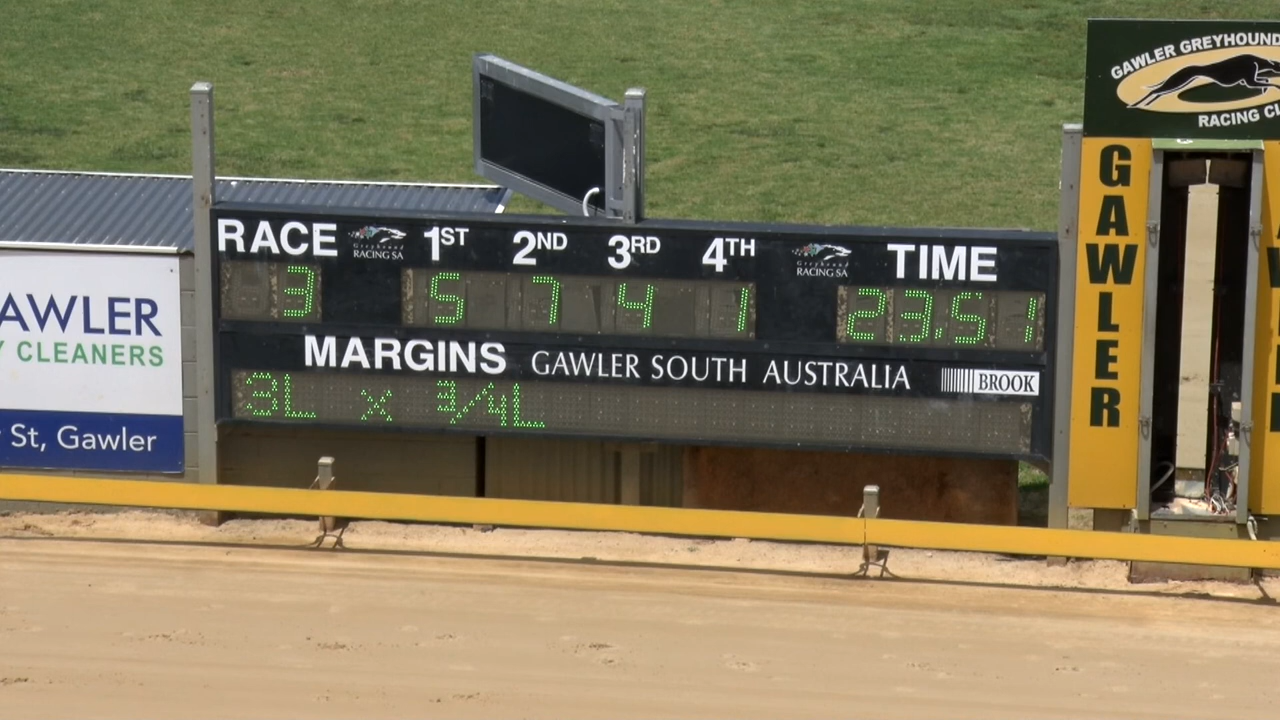 GAWLER GREYHOUND
RACING
RACE
Greyhound
RACING SA
1ST
2ND
3RD
4TH
Greyhound
RACING SA
TIME
3
5
7
4
1
23.51
MARGINS
GAWLER SOUTH AUSTRALIA
BROOK
3L x 3/4L
AWLER
Y CLEANERS
St, Gawler
GAWLER